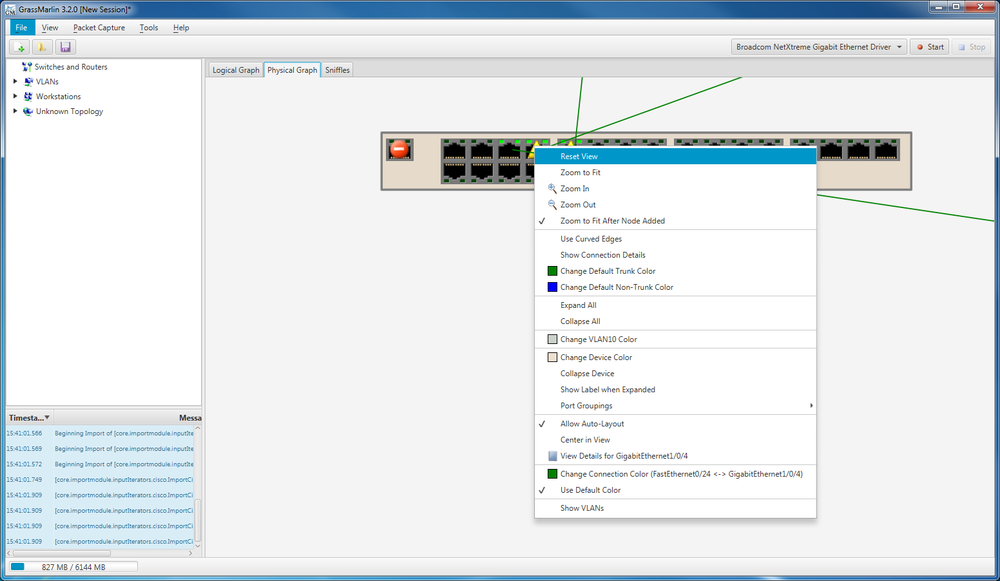 GrassMarlin 3.2.0 [New Session]*
File View Packet Capture Tools Help
Broadcom NetXtreme Gigabit Ethernet Driver Start Stop
Switches and Routers
VLANs
Workstations
Unknown Topology
Logical Graph Physical Graph Sniffles
Reset View
Zoom to Fit
Zoom In
Zoom Out
Zoom to Fit After Node Added
Use Curved Edges
Show Connection Details
Change Default Trunk Color
Change Default Non-Trunk Color
Expand All
Collapse All
Change VLAN10 Color
Change Device Color
Collapse Device
Show Label when Expanded
Port Groupings
Allow Auto-Layout
Center in View
View Details for GigabitEthernet1/0/4
Change Connection Color (FastEthernet0/24 <-> GigabitEthernet1/0/4)
Use Default Color
Show VLANs
Timesta... Messa
15:41:01.566 Beginning Import of [core.importmodule.inputIte
15:41:01.569 Beginning Import of [core.importmodule.inputIte
15:41:01.572 Beginning Import of [core.importmodule.inputIte
15:41:01.749 [core.importmodule.inputIterators.cisco.ImportCi
15:41:01.909 [core.importmodule.inputIterators.cisco.ImportCi
15:41:01.909 [core.importmodule.inputIterators.cisco.ImportCi
15:41:01.909 [core.importmodule.inputIterators.cisco.ImportCi
15:41:01.909 [core.importmodule.inputIterators.cisco.ImportCi
827 MB / 6144 MB